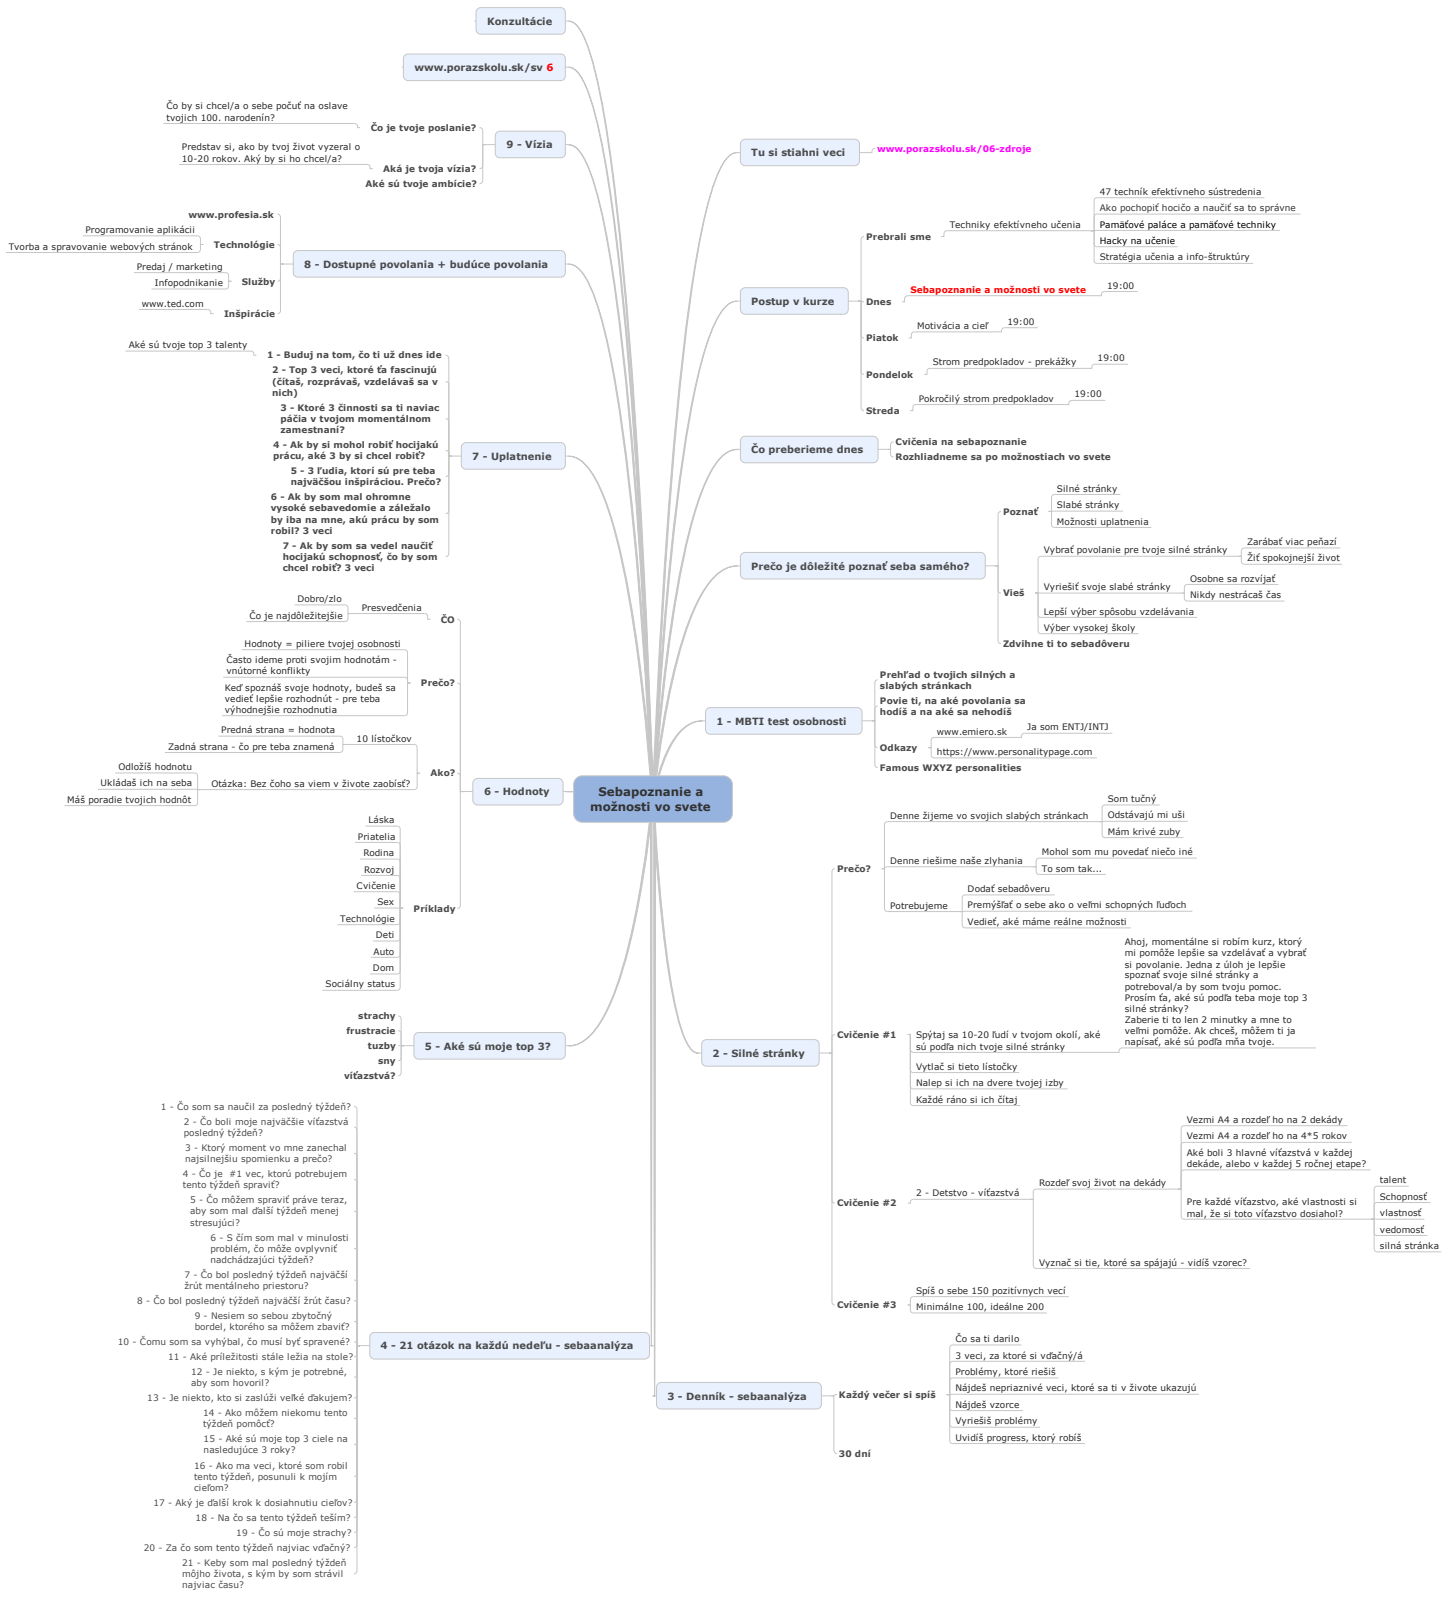 Sebapoznanie a
možnosti vo svete
Tu si stiahni veci
www.porazskolu.sk/06-zdroje
Postup v kurze
Prebrali sme
Techniky efektívneho učenia
47 techník efektívneho sústredenia
Ako pochopiť hocičo a naučiť sa to správne
Pamäťové paláce a pamäťové techniky
Hacky na učenie
Stratégia učenia a info-štruktúry
Dnes
Sebapoznanie a možnosti vo svete
19:00
Piatok
Motivácia a cieľ
19:00
Pondelok
Strom predpokladov - prekážky
19:00
Streda
Pokročilý strom predpokladov
19:00
Čo preberieme dnes
Cvičenia na sebapoznanie
Rozhliadneme sa po možnostiach vo svete
Prečo je dôležité poznať seba samého?
Poznať
Silné stránky
Slabé stránky
Možnosti uplatnenia
Vieš
Vybrať povolanie pre tvoje silné stránky
Zarábať viac peňazí
Žiť spokojnejší život
Vyriešiť svoje slabé stránky
Osobne sa rozvíjať
Nikdy nestrácaš čas
Lepší výber spôsobu vzdelávania
Výber vysokej školy
Zdvihne ti to sebadôveru
1 - MBTI test osobnosti
Prehľad o tvojich silných a
slabých stránkach
Povie ti, na aké povolania sa
hodíš a na aké sa nehodíš
Odkazy
www.emiero.sk
Ja som ENTJ/INTJ
https://www.personalitypage.com
Famous WXYZ personalities
2 - Silné stránky
Prečo?
Denne žijeme vo svojich slabých stránkach
Som tučný
Odstávajú mi uši
Mám krivé zuby
Denne riešime naše zlyhania
Mohol som mu povedať niečo iné
To som tak...
Potrebujeme
Dodať sebadôveru
Premýšľať o sebe ako o veľmi schopných ľuďoch
Vedieť, aké máme reálne možnosti
Cvičenie #1
Spýtaj sa 10-20 ľudí v tvojom okolí, aké
sú podľa nich tvoje silné stránky
Ahoj, momentálne si robím kurz, ktorý
mi pomôže lepšie sa vzdelávať a vybrať
si povolanie. Jedna z úloh je lepšie
spoznať svoje silné stránky a
potreboval/a by som tvoju pomoc.
Prosím ťa, aké sú podľa teba moje top 3
silné stránky?
Zaberie ti to len 2 minutky a mne to
veľmi pomôže. Ak chceš, môžem ti ja
napísať, aké sú podľa mňa tvoje.
Vytlač si tieto lístočky
Nalep si ich na dvere tvojej izby
Každé ráno si ich čítaj
Cvičenie #2
2 - Detstvo - víťazstvá
Rozdeľ svoj život na dekády
Vezmi A4 a rozdeľ ho na 2 dekády
Vezmi A4 a rozdeľ ho na 4*5 rokov
Aké boli 3 hlavné víťazstvá v každej
dekáde, alebo v každej 5 ročnej etape?
Pre každé víťazstvo, aké vlastnosti si
mal, že si toto víťazstvo dosiahol?
talent
Schopnosť
vlastnosť
vedomosť
silná stránka
Vyznač si tie, ktoré sa spájajú - vidíš vzorec?
Cvičenie #3
Spíš o sebe 150 pozitívnych vecí
Minimálne 100, ideálne 200
3 - Denník - sebaanalýza
Každý večer si spíš
Čo sa ti darilo
3 veci, za ktoré si vďačný/á
Problémy, ktoré riešiš
Nájdeš nepriaznivé veci, ktoré sa ti v živote ukazujú
Nájdeš vzorce
Vyriešiš problémy
Uvidíš progress, ktorý robíš
30 dní
4 - 21 otázok na každú nedeľu - sebaanalýza
1 - Čo som sa naučil za posledný týždeň?
2 - Čo boli moje najväčšie víťazstvá
posledný týždeň?
3 - Ktorý moment vo mne zanechal
najsilnejšiu spomienku a prečo?
4 - Čo je  #1 vec, ktorú potrebujem
tento týždeň spraviť?
5 - Čo môžem spraviť práve teraz,
aby som mal ďalší týždeň menej
stresujúci?
6 - S čím som mal v minulosti
problém, čo môže ovplyvniť
nadchádzajúci týždeň?
7 - Čo bol posledný týždeň najväčší
žrút mentálneho priestoru?
8 - Čo bol posledný týždeň najväčší žrút času?
9 - Nesiem so sebou zbytočný
bordel, ktorého sa môžem zbaviť?
10 - Čomu som sa vyhýbal, čo musí byť spravené?
11 - Aké príležitosti stále ležia na stole?
12 - Je niekto, s kým je potrebné,
aby som hovoril?
13 - Je niekto, kto si zaslúži veľké ďakujem?
14 - Ako môžem niekomu tento
týždeň pomôcť?
15 - Aké sú moje top 3 ciele na
nasledujúce 3 roky?
16 - Ako ma veci, ktoré som robil
tento týždeň, posunuli k mojím
cieľom?
17 - Aký je ďalší krok k dosiahnutiu cieľov?
18 - Na čo sa tento týždeň teším?
19 - Čo sú moje strachy?
20 - Za čo som tento týždeň najviac vďačný?
21 - Keby som mal posledný týždeň
môjho života, s kým by som strávil
najviac času?
5 - Aké sú moje top 3?
strachy
frustracie
tuzby
sny
víťazstvá?
6 - Hodnoty
ČO
Presvedčenia
Dobro/zlo
Čo je najdôležitejšie
Prečo?
Hodnoty = piliere tvojej osobnosti
Často ideme proti svojim hodnotám -
vnútorné konflikty
Keď spoznáš svoje hodnoty, budeš sa
vedieť lepšie rozhodnút - pre teba
výhodnejšie rozhodnutia
Ako?
10 lístočkov
Predná strana = hodnota
Zadná strana - čo pre teba znamená
Otázka: Bez čoho sa viem v živote zaobísť?
Odložíš hodnotu
Ukládaš ich na seba
Máš poradie tvojich hodnôt
Príklady
Láska
Priatelia
Rodina
Rozvoj
Cvičenie
Sex
Technológie
Deti
Auto
Dom
Sociálny status
7 - Uplatnenie
1 - Buduj na tom, čo ti už dnes ide
Aké sú tvoje top 3 talenty
2 - Top 3 veci, ktoré ťa fascinujú
(čítaš, rozprávaš, vzdelávaš sa v
nich)
3 - Ktoré 3 činnosti sa ti naviac
páčia v tvojom momentálnom
zamestnaní?
4 - Ak by si mohol robiť hocijakú
prácu, aké 3 by si chcel robiť?
5 - 3 ľudia, ktorí sú pre teba
najväčšou inšpiráciou. Prečo?
6 - Ak by som mal ohromne
vysoké sebavedomie a záležalo
by iba na mne, akú prácu by som
robil? 3 veci
7 - Ak by som sa vedel naučiť
hocijakú schopnosť, čo by som
chcel robiť? 3 veci
8 - Dostupné povolania + budúce povolania
www.profesia.sk
Technológie
Programovanie aplikácii
Tvorba a spravovanie webových stránok
Služby
Predaj / marketing
Infopodnikanie
Inšpirácie
www.ted.com
9 - Vízia
Čo je tvoje poslanie?
Čo by si chcel/a o sebe počuť na oslave
tvojich 100. narodenín?
Aká je tvoja vízia?
Predstav si, ako by tvoj život vyzeral o
10-20 rokov. Aký by si ho chcel/a?
Aké sú tvoje ambície?
www.porazskolu.sk/sv 6
Konzultácie